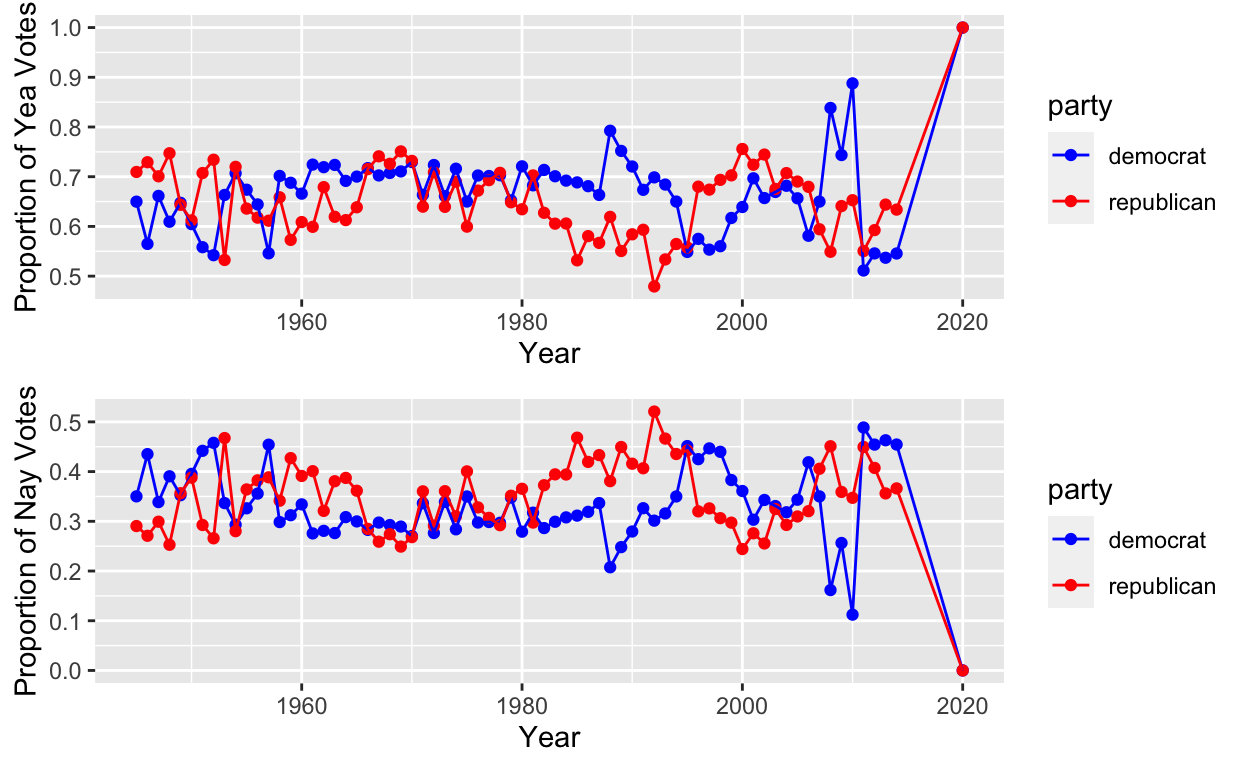 Proportion of Yea Votes
1.0
0.9
0.8
0.7
0.6
0.5
1960 1980 2000 2020
Year
party
democrat
republican
Proportion of Nay Votes
0.5
0.4
0.3
0.2
0.1
0.0
1960 1980 2000 2020
Year
party
democrat
republican